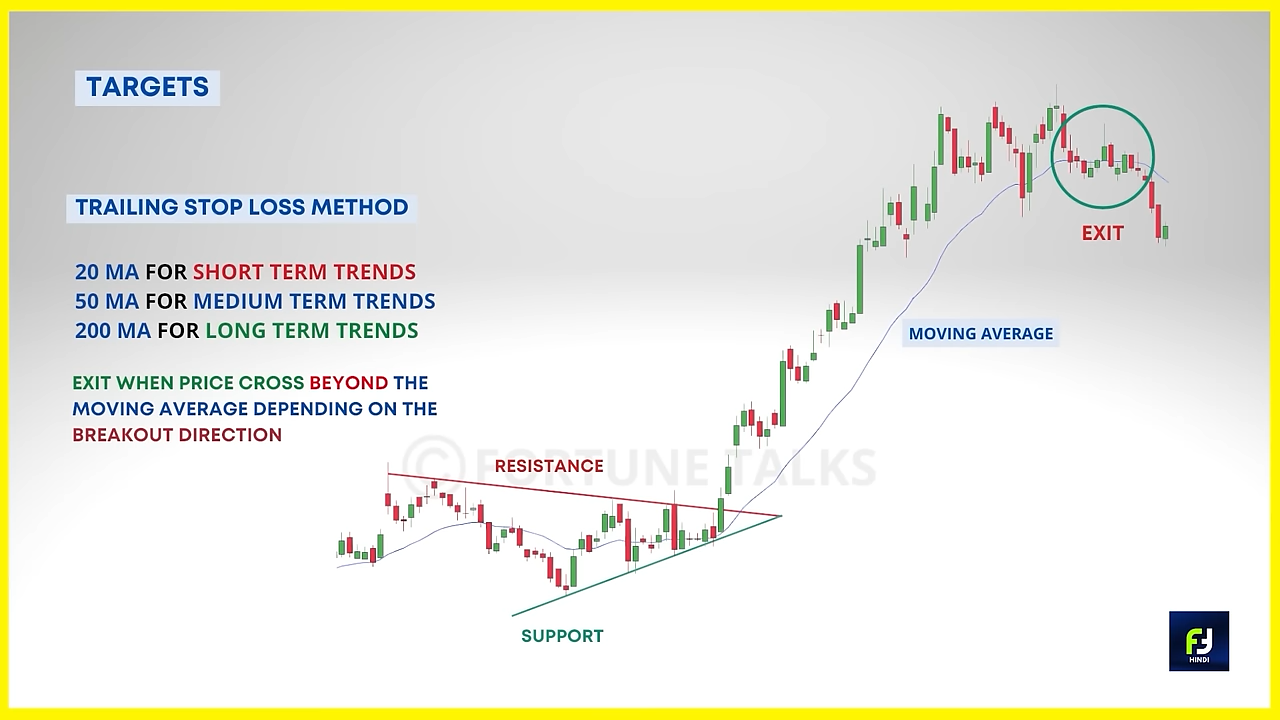 TARGETS
TRAILING STOP LOSS METHOD
20 MA FOR SHORT TERM TRENDS
50 MA FOR MEDIUM TERM TRENDS
200 MA FOR LONG TERM TRENDS
EXIT WHEN PRICE CROSS BEYOND THE
MOVING AVERAGE DEPENDING ON THE
BREAKOUT DIRECTION
EXIT
MOVING AVERAGE
RESISTANCE
© FORTUNE TALKS
SUPPORT
HINDI